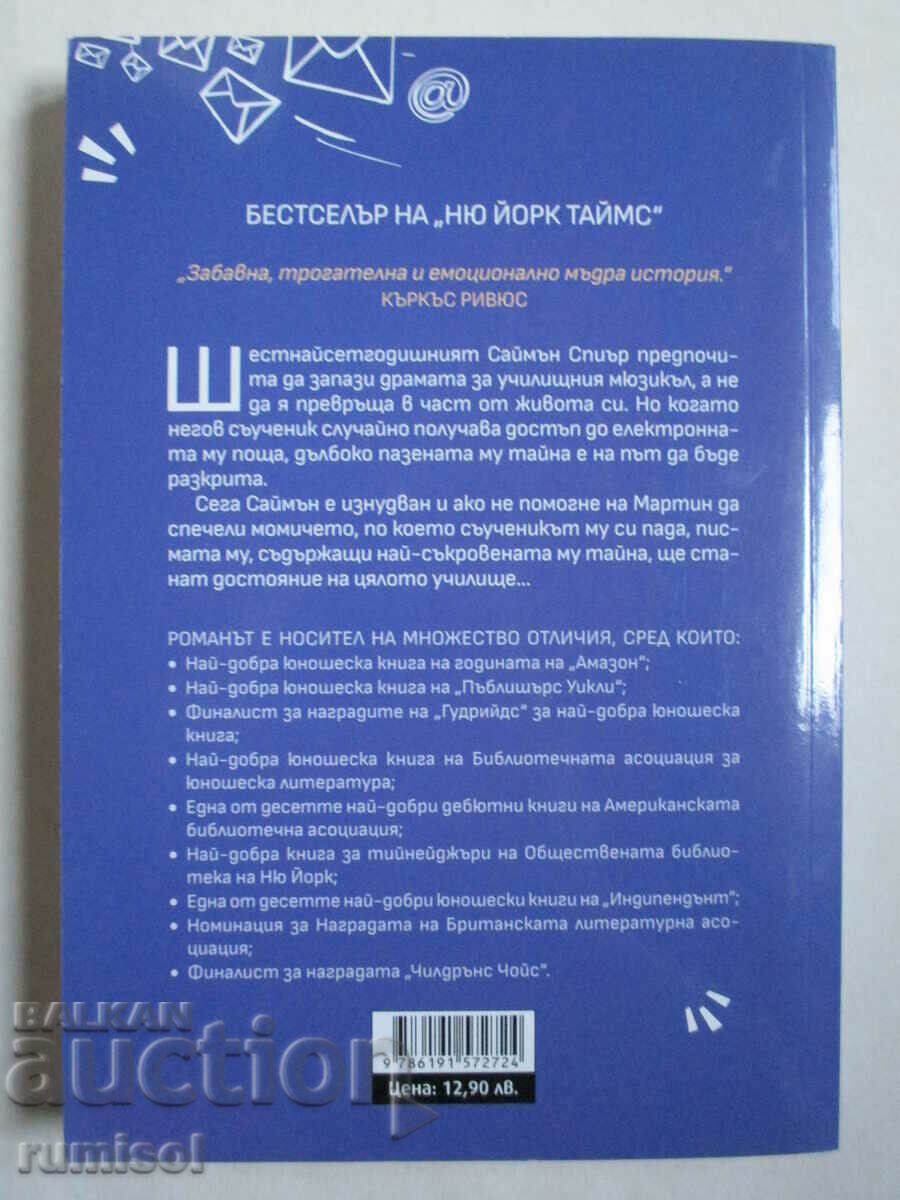 @
БЕСТСЕЛЪР НА „НЮ ЙОРК ТАЙМС“
„Забавна, трогателна и емоционално мъдра история.“
КЪРКЪС РИВЮС
Шестнайсетгодишният Саймън Спиър предпочи-
та да запази драмата за училищния мюзикъл, а не
да я превръща в част от живота си. Но когато
негов съученик случайно получава достъп до електронна-
та му поща, дълбоко пазената му тайна е на път да бъде
разкрита.
Сега Саймън е изнудван и ако не помогне на Мартин да
спечели момичето, по което съученикът му си пада, пис-
мата му, съдържащи най-съкровената му тайна, ще ста-
нат достояние на цялото училище...
РОМАНЪТ Е НОСИТЕЛ НА МНОЖЕСТВО ОТЛИЧИЯ, СРЕД КОИТО:
• Най-добра юношеска книга на годината на „Амазон“;
• Най-добра юношеска книга на „Пъблишърс Уикли“;
• Финалист за наградите на „Гудрийдс“ за най-добра юношеска
книга;
• Най-добра юношеска книга на Библиотечната асоциация за
юношеска литература;
• Една от десетте най-добри дебютни книги на Американската
библиотечна асоциация;
• Най-добра книга за тийнейджъри на Обществената библио-
тека на Ню Йорк;
• Една от десетте най-добри юношески книги на „Индипендънт“;
• Номинация за Наградата на Британската литературна асо-
циация;
• Финалист за наградата „Чилдрънс Чойс“.
9 786191 572724
Цена: 12,90 лв.
BALKAN
auction
rumisol